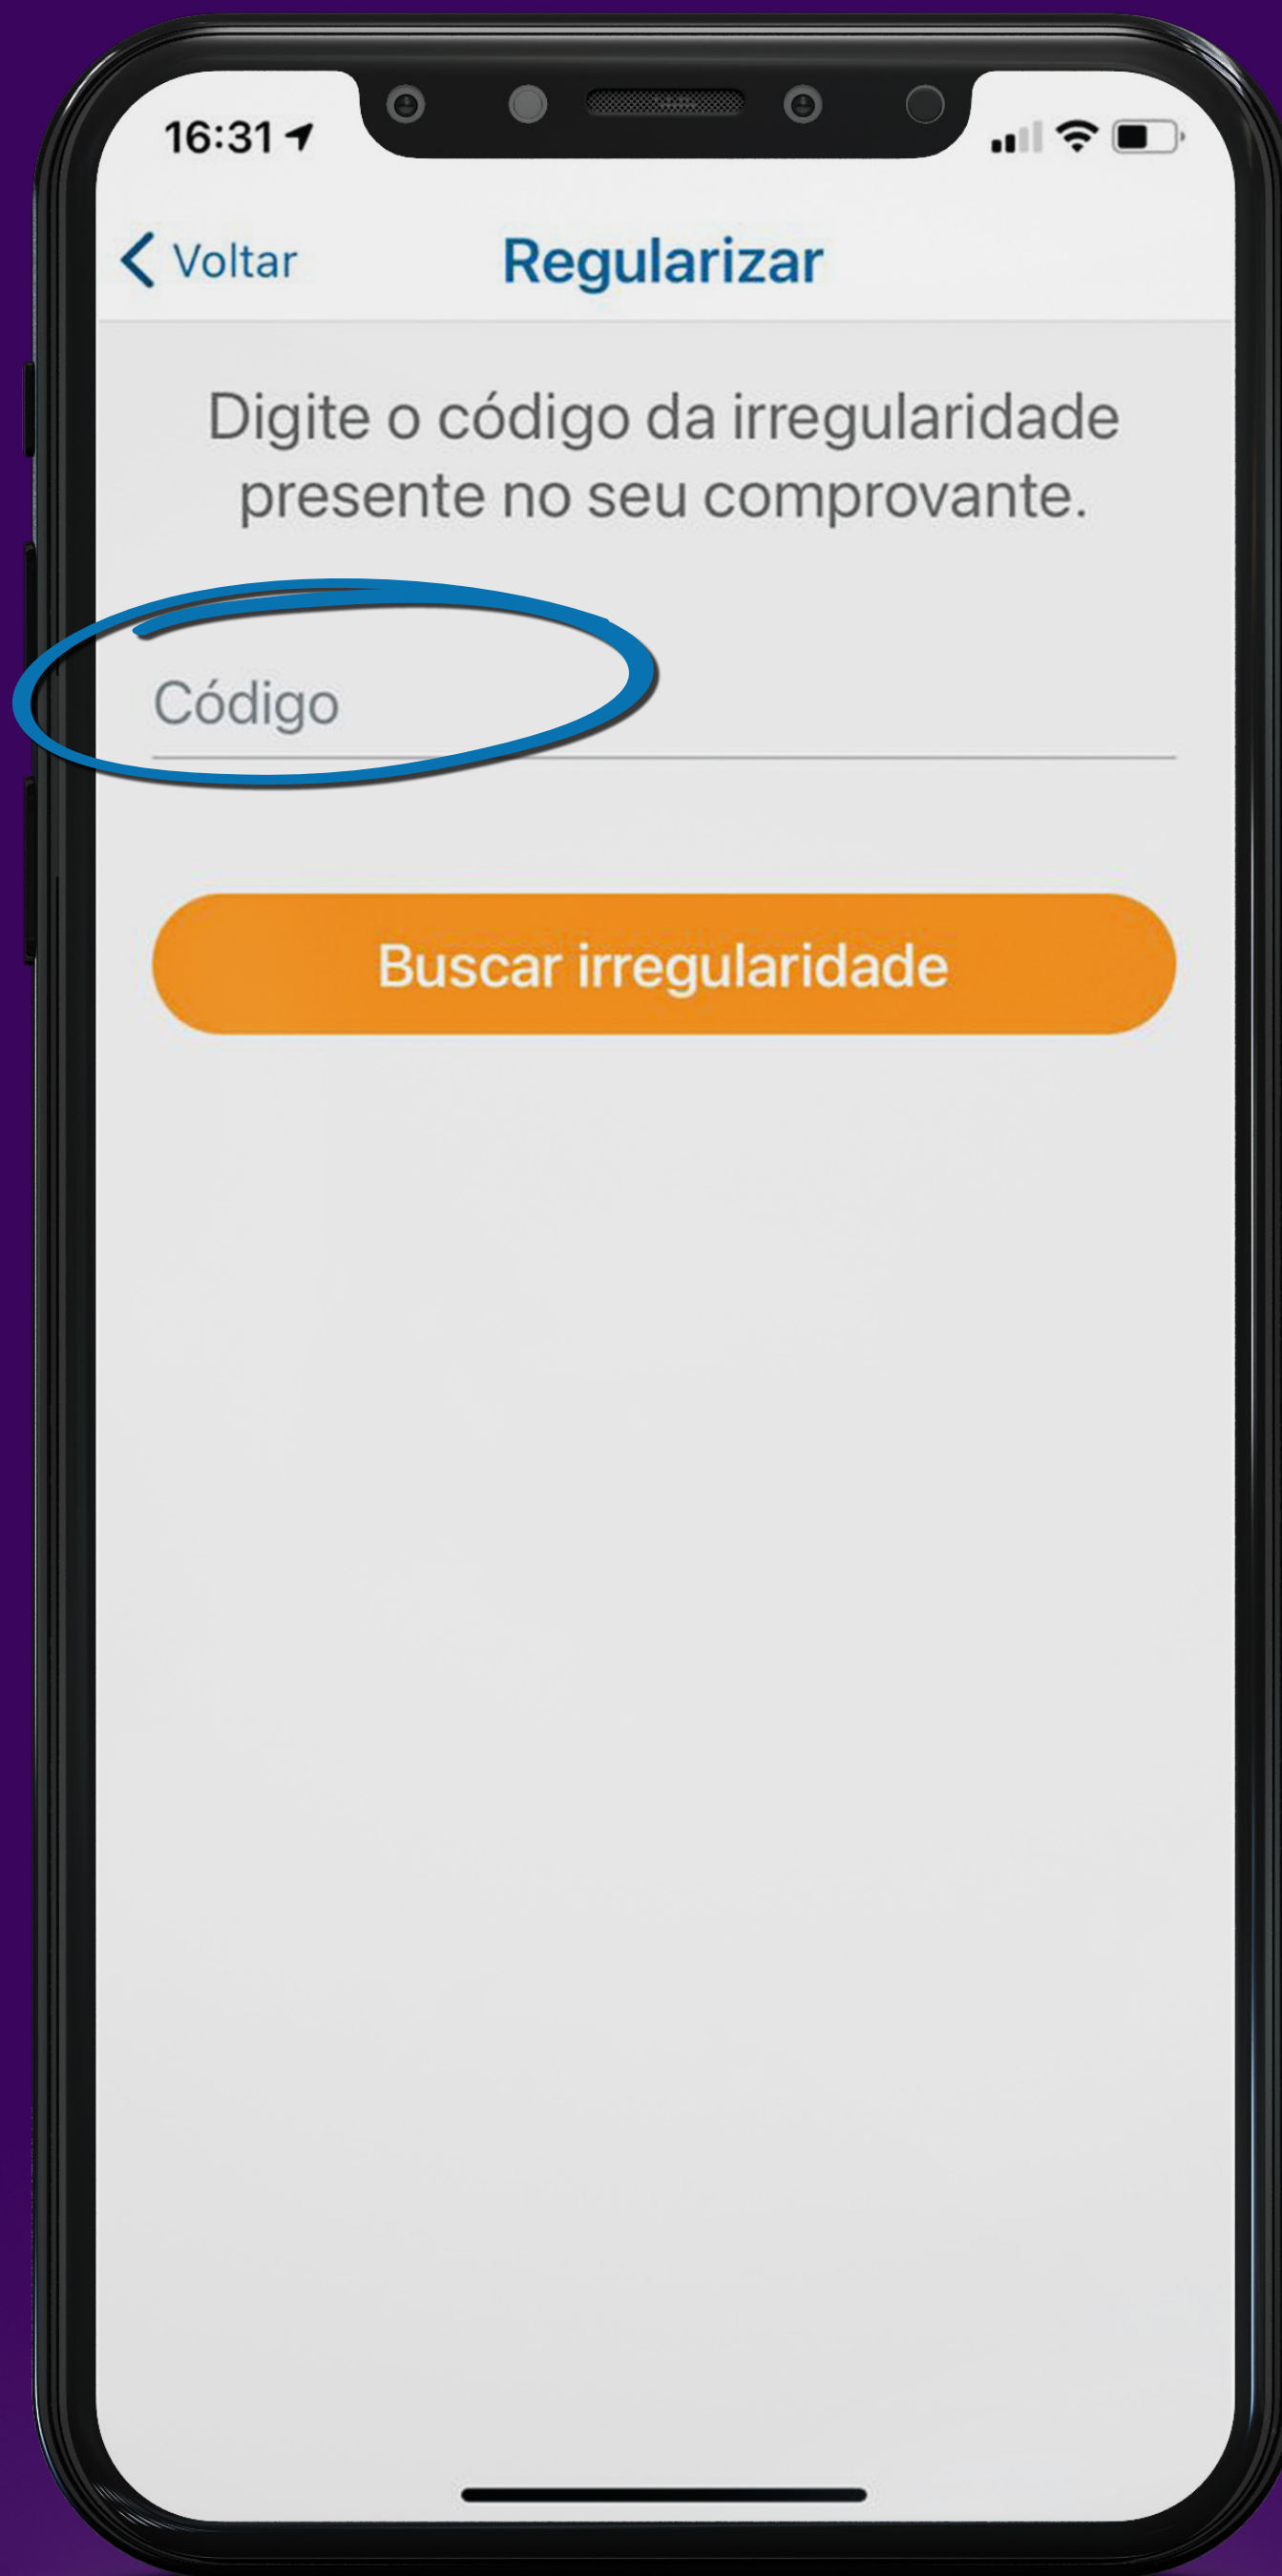 16:31
Voltar
Regularizar
Digite o código da irregularidade
presente no seu comprovante.
Código
Buscar irregularidade